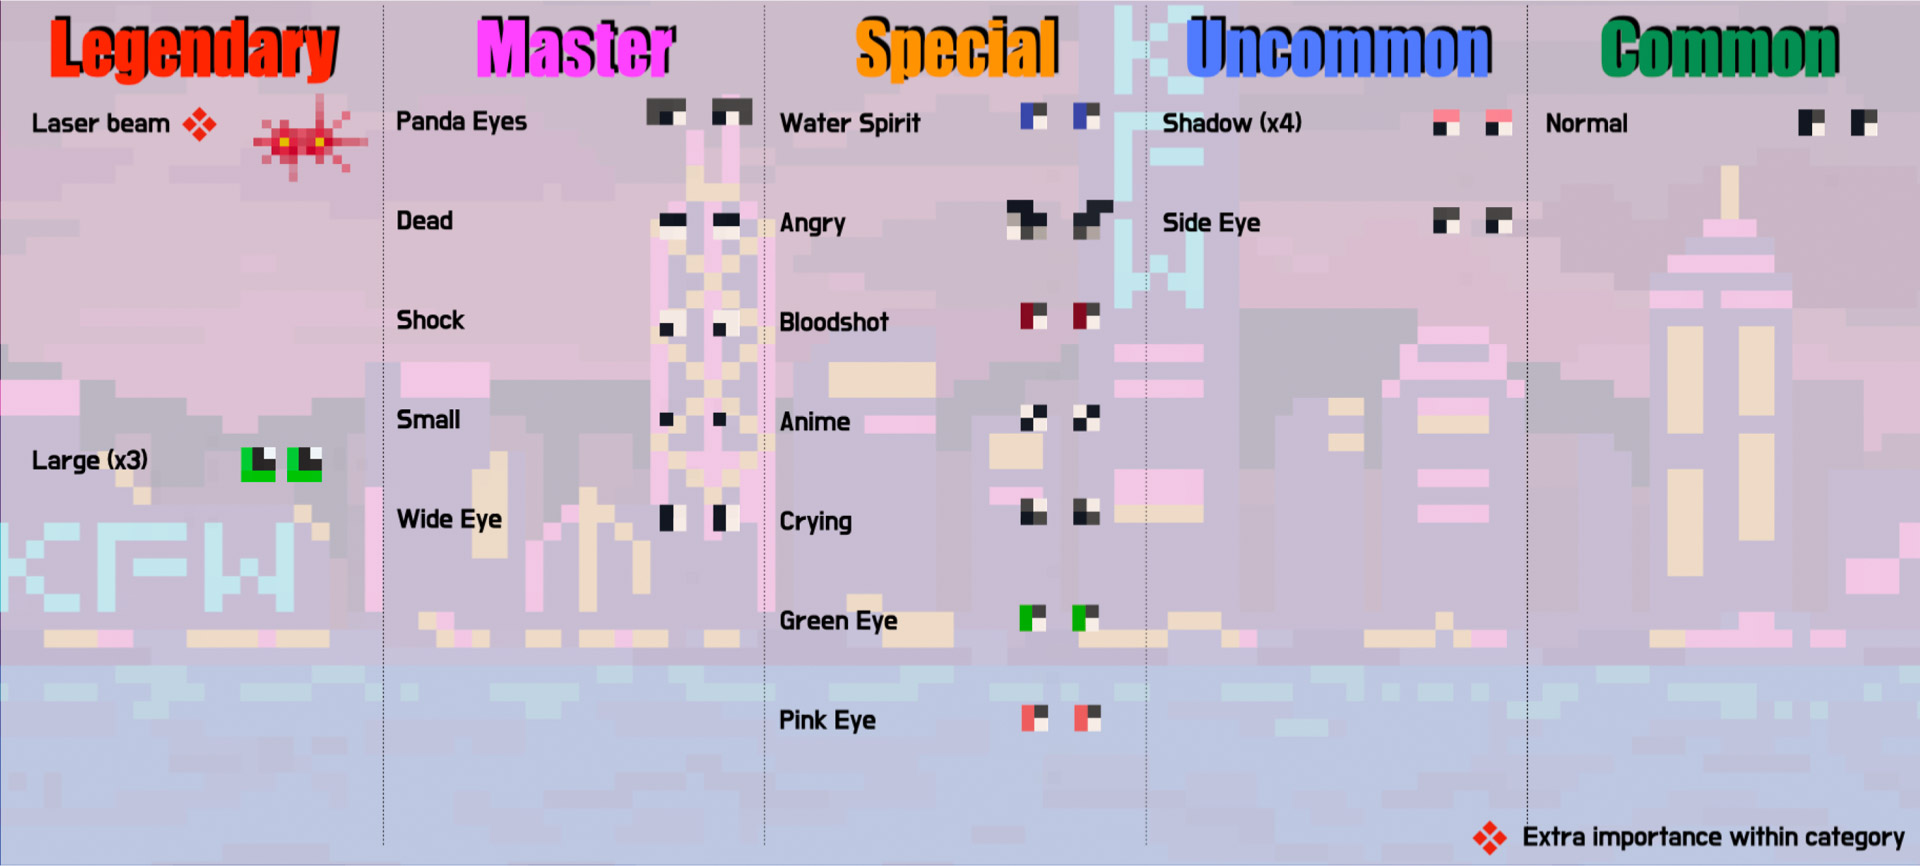 Legendary
Laser beam
Large (x3)
Master
Panda Eyes
Dead
Shock
Small
Wide Eye
Special
Water Spirit
Angry
Bloodshot
Anime
Crying
Green Eye
Pink Eye
Uncommon
Shadow (x4)
Side Eye
Common
Normal
KFW
KFW
Extra importance within category